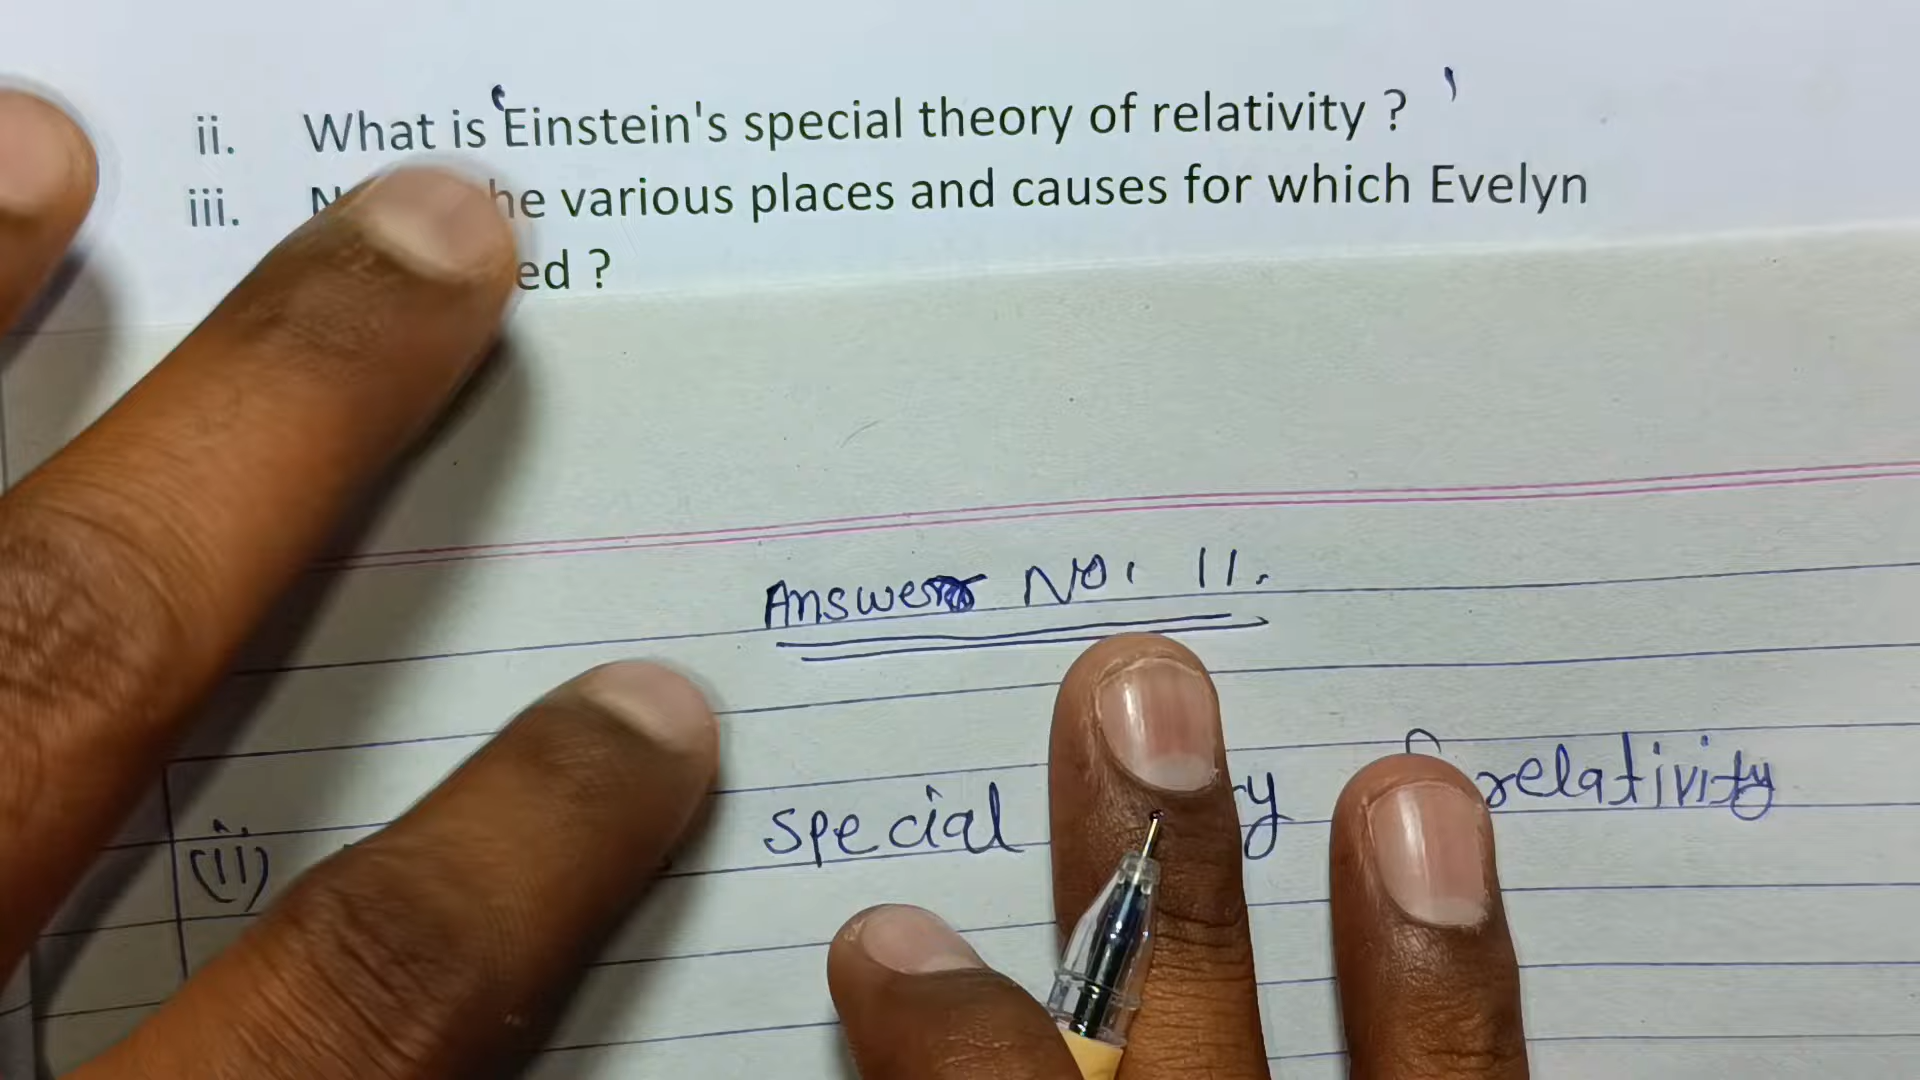 ii. What is 'Einstein's special theory of relativity ? '
iii. he various places and causes for which Evelyn
ed ?
Answer No: 11.
(ii) special relativity